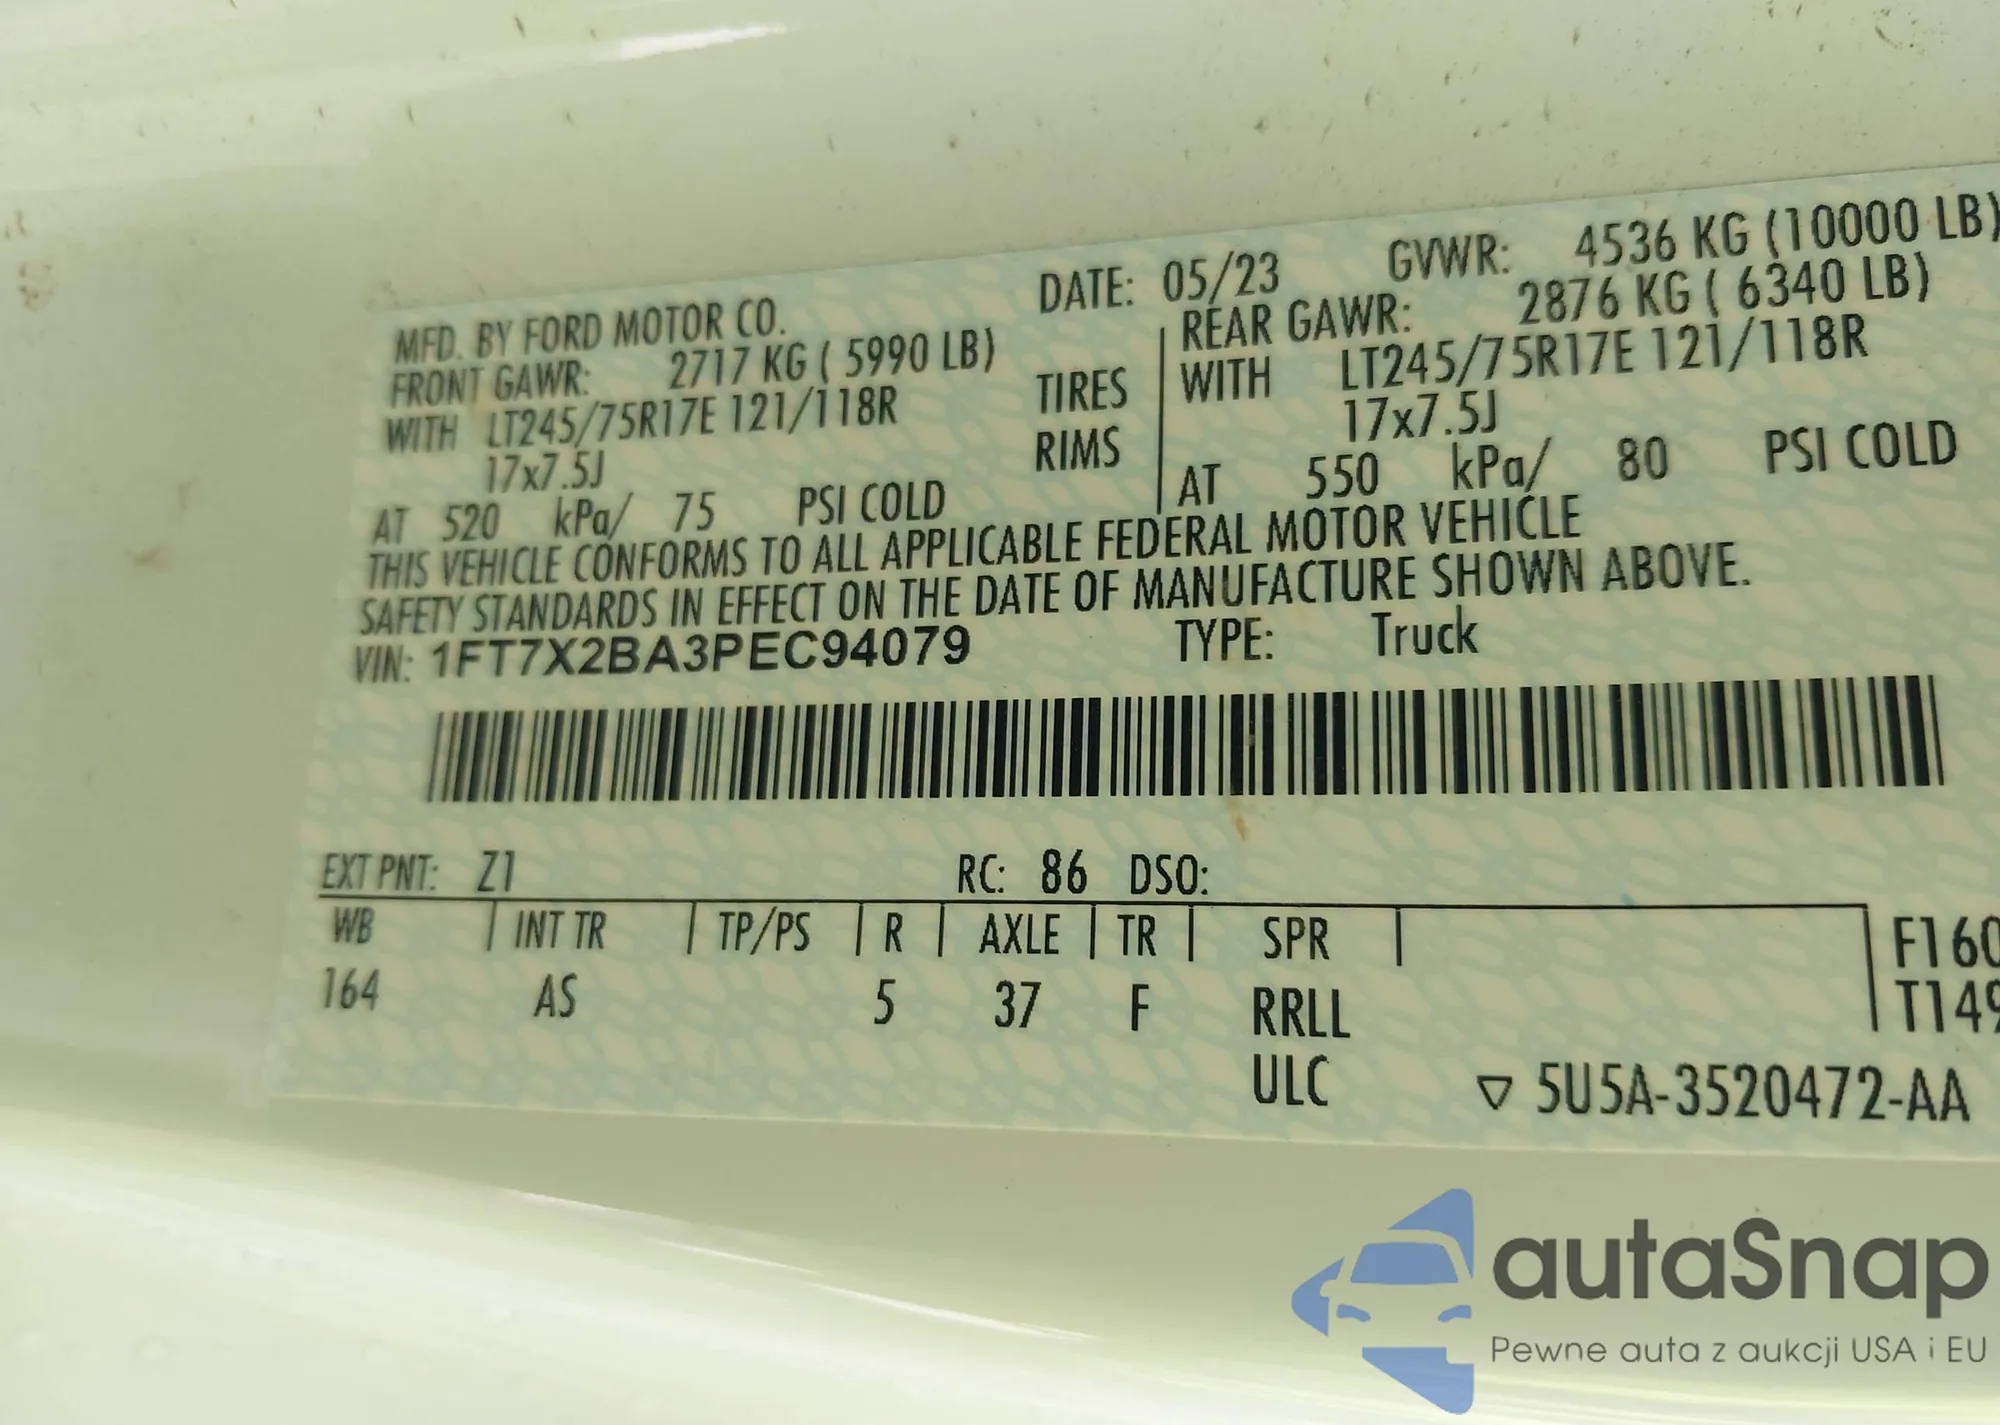 MFD. BY FORD MOTOR CO. DATE: 05/23 GVWR: 4536 KG (10000 LB)
FRONT GAWR: 2717 KG ( 5990 LB) REAR GAWR: 2876 KG ( 6340 LB)
WITH LT245/75R17E 121/118R TIRES WITH LT245/75R17E 121/118R
17x7.5J RIMS 17x7.5J
AT 520 kPa/ 75 PSI COLD AT 550 kPa/ 80 PSI COLD
THIS VEHICLE CONFORMS TO ALL APPLICABLE FEDERAL MOTOR VEHICLE
SAFETY STANDARDS IN EFFECT ON THE DATE OF MANUFACTURE SHOWN ABOVE.
VIN: 1FT7X2BA3PEC94079 TYPE: Truck
EXT PNT: Z1 RC: 86 DSO:
WB INT TR TP/PS R AXLE TR SPR F160
164 AS 5 37 F RRLL T149
ULC ▽ 5U5A-3520472-AA
autaSnap
Pewne auta z aukcji USA i EU